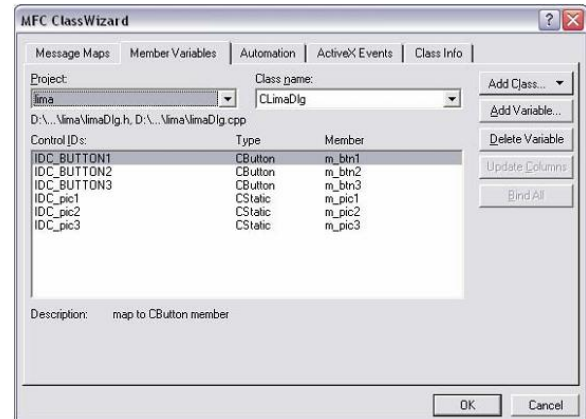 MFC ClassWizard
Message Maps Member Variables Automation ActiveX Events Class Info
Project: Class name:
lima CLimaDlg
Add Class...
Add Variable...
D:\...\lima\limaDlg.h, D:\...\lima\limaDlg.cpp
Control IDs: Type Member
Delete Variable
IDC_BUTTON1 CButton m_btn1
IDC_BUTTON2 CButton m_btn2
IDC_BUTTON3 CButton m_btn3
IDC_pic1 CStatic m_pic1
IDC_pic2 CStatic m_pic2
IDC_pic3 CStatic m_pic3
Update Columns
Bind All
Description: map to CButton member
OK Cancel